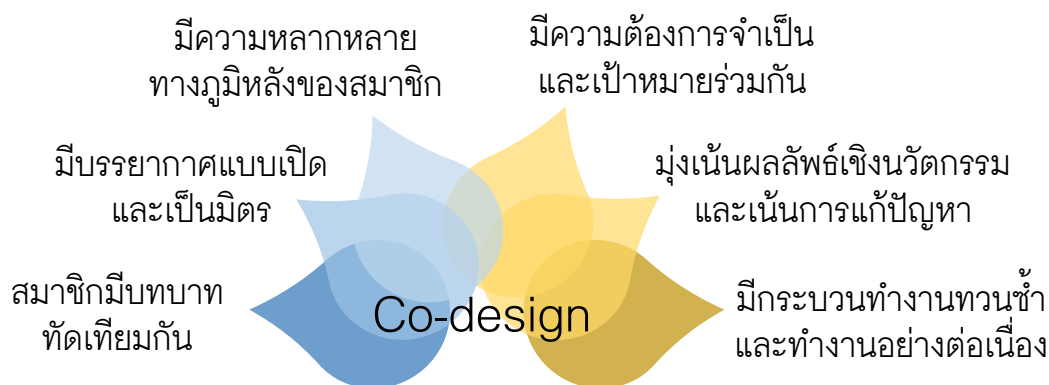 มีความหลากหลาย
ทางภูมิหลังของสมาชิก
มีความต้องการจำเป็น
และเป้าหมายร่วมกัน
มีบรรยากาศแบบเปิด
และเป็นมิตร
มุ่งเน้นผลลัพธ์เชิงนวัตกรรม
และเน้นการแก้ปัญหา
สมาชิกมีบทบาท
ทัดเทียมกัน
Co-design
มีกระบวนทำงานทวนซ้ำ
และทำงานอย่างต่อเนื่อง